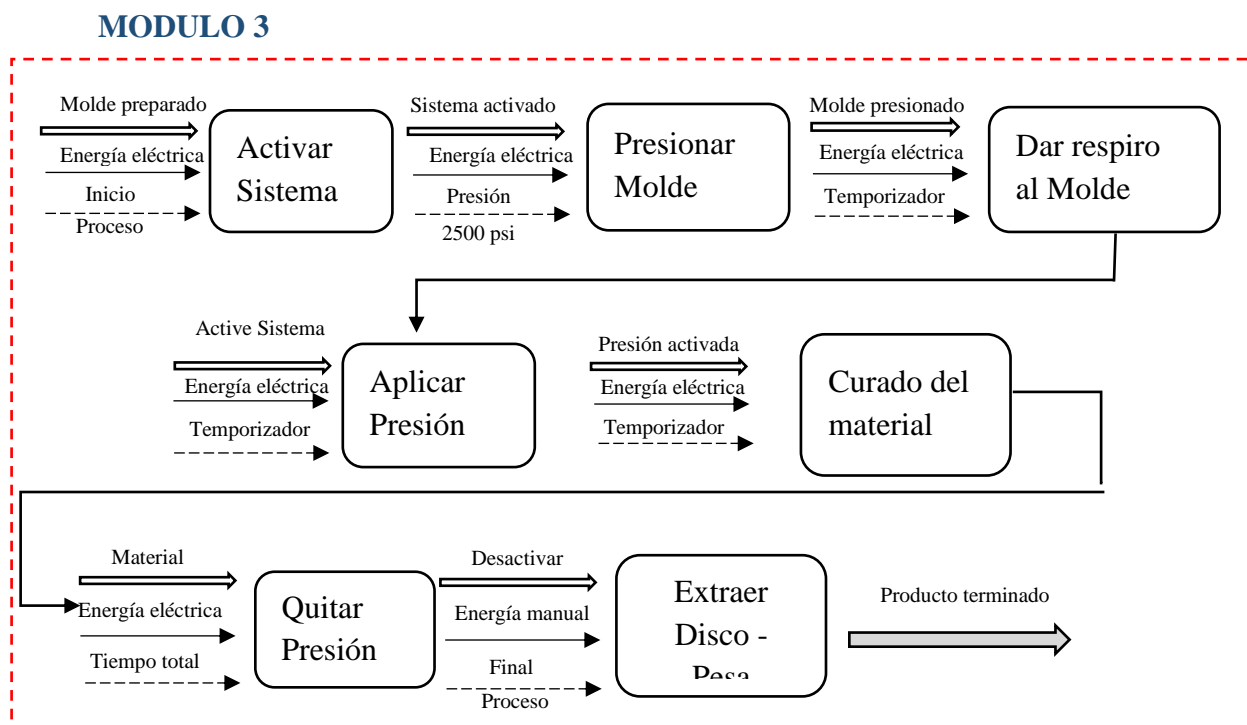 MODULO 3
Molde preparado
Energía eléctrica
Inicio
Proceso
Activar
Sistema
Sistema activado
Energía eléctrica
Presión
2500 psi
Presionar
Molde
Molde presionado
Energía eléctrica
Temporizador
Dar respiro
al Molde
Active Sistema
Energía eléctrica
Temporizador
Aplicar
Presión
Presión activada
Energía eléctrica
Temporizador
Curado del
material
Material
Energía eléctrica
Tiempo total
Quitar
Presión
Desactivar
Energía manual
Final
Proceso
Extraer
Disco -
Pesa
Producto terminado